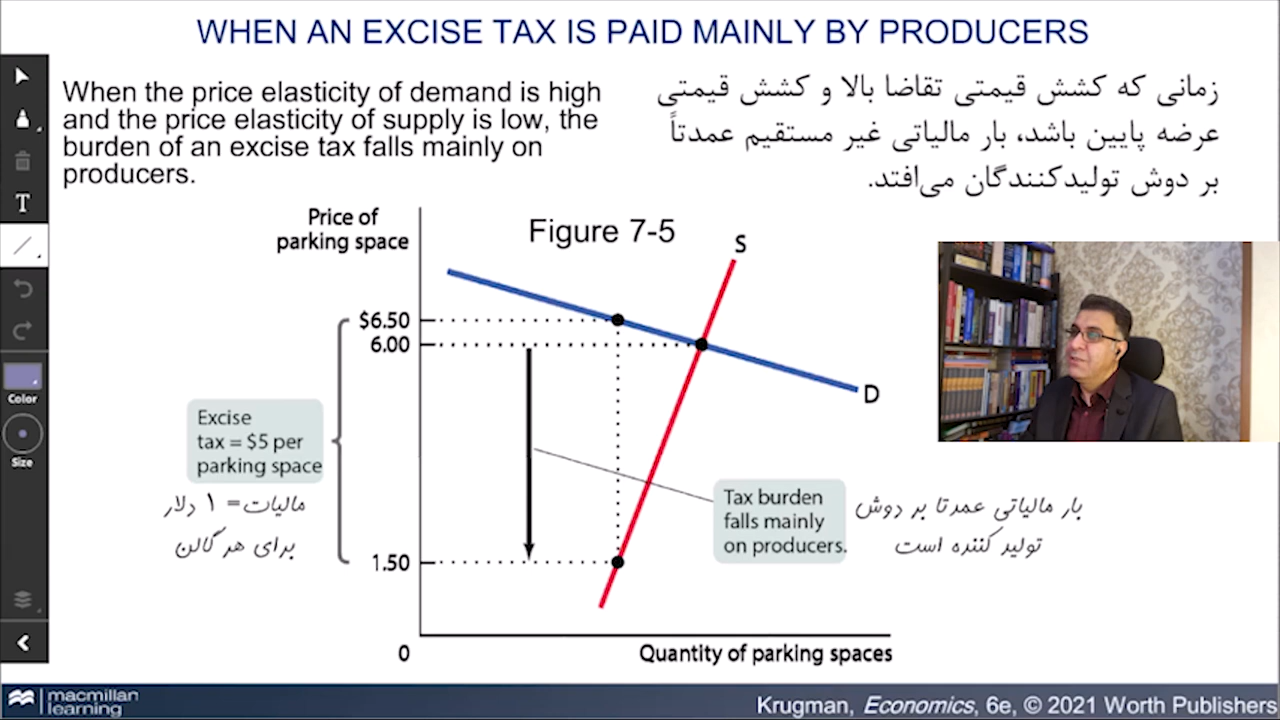 WHEN AN EXCISE TAX IS PAID MAINLY BY PRODUCERS
When the price elasticity of demand is high
and the price elasticity of supply is low, the
burden of an excise tax falls mainly on
producers.
زمانی که کشش قیمتی تقاضا بالا و کشش قیمتی
عرضه پایین باشد، بار مالیاتی غیر مستقیم عمدتاً
بر دوش تولیدکنندگان می‌افتد.
Price of
parking space
Figure 7-5
S
$6.50
6.00
D
Excise
tax = $5 per
parking space
مالیات= ۱ دلار
برای هر گالن
Tax burden
falls mainly
on producers.
بار مالیاتی عمدتا بر دوش
تولید کننده است
1.50
0
Quantity of parking spaces
T
Color
Size
macmillan
learning
Krugman, Economics, 6e, © 2021 Worth Publishers